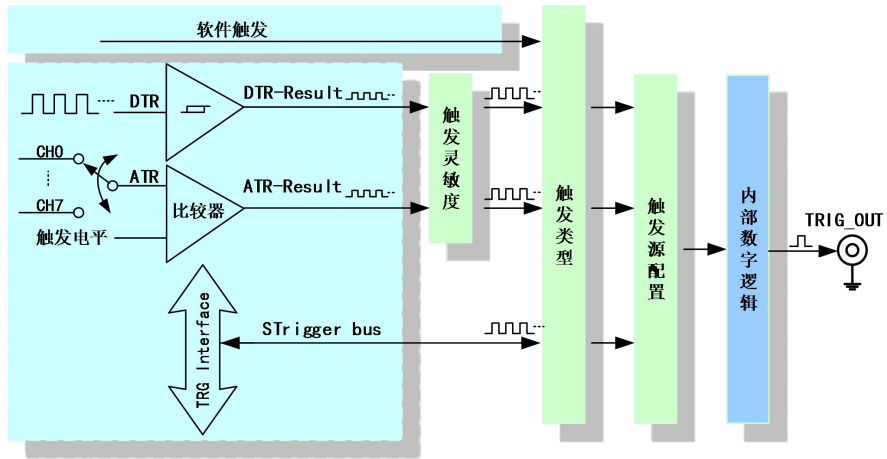 软件触发
DTR
DTR-Result
CH0
ATR
ATR-Result
CH7
触发电平
比较器
触发灵敏度
触发类型
触发源配置
内部数字逻辑
TRIG_OUT
TRG Interface
STrigger bus